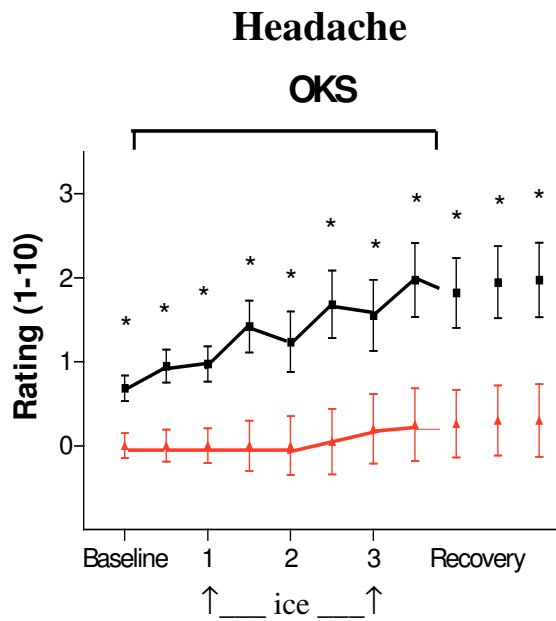 Headache
OKS
* * * * * * * * * * *
Rating (1-10)
3
2
1
0
Baseline 1 2 3 Recovery
↑___ ice ___↑